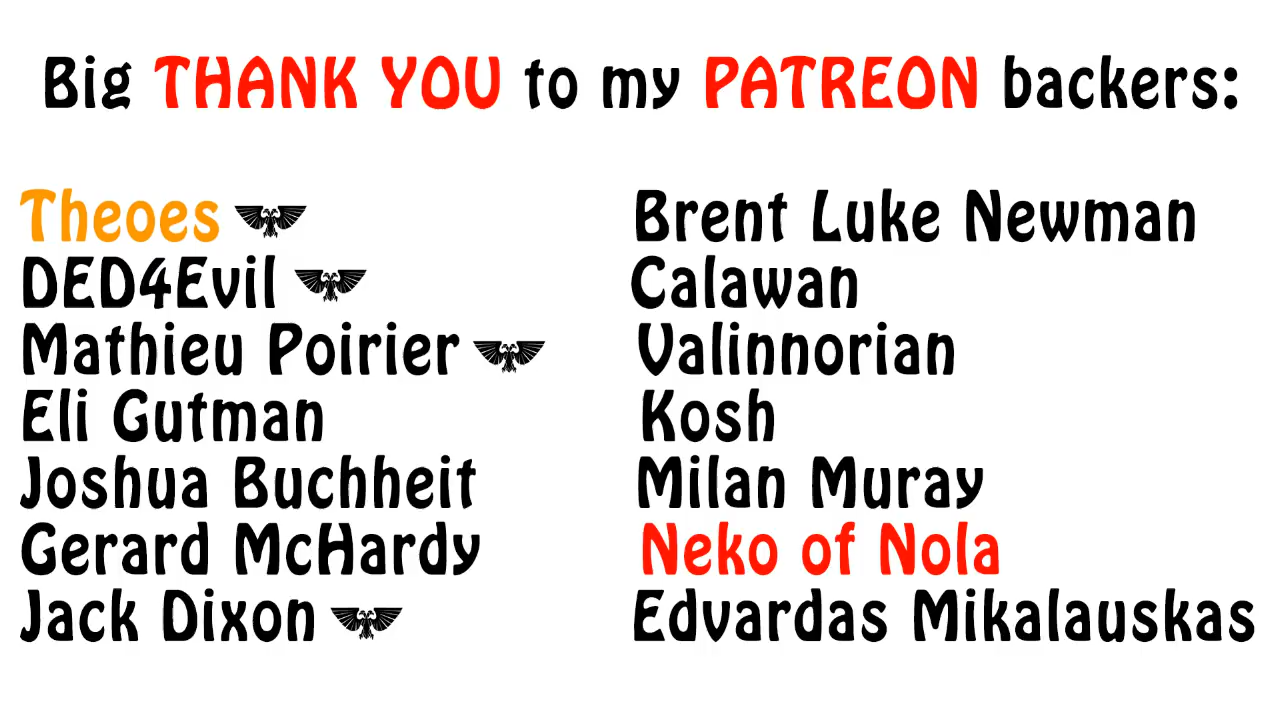 Big THANK YOU to my PATREON backers:
Theoes
DED4Evil
Mathieu Poirier
Eli Gutman
Joshua Buchheit
Gerard McHardy
Jack Dixon
Brent Luke Newman
Calawan
Valinnorian
Kosh
Milan Muray
Neko of Nola
Edvardas Mikalauskas